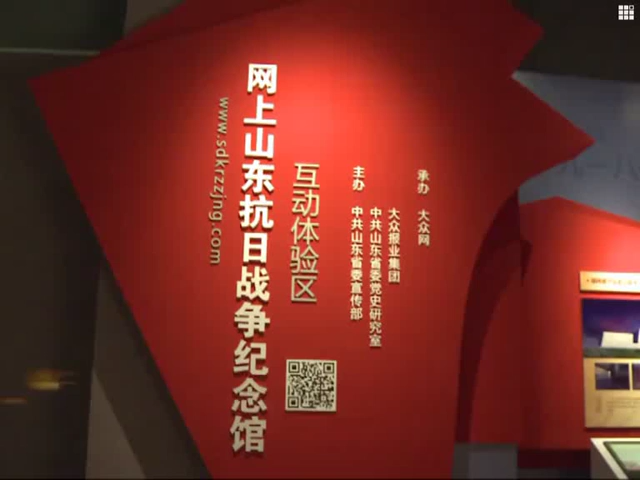 网上山东抗日战争纪念馆
www.sdkrzzjng.com
互动体验区
主办 中共山东省委宣传部
中共山东省委党史研究室
大众报业集团
承办 大众网